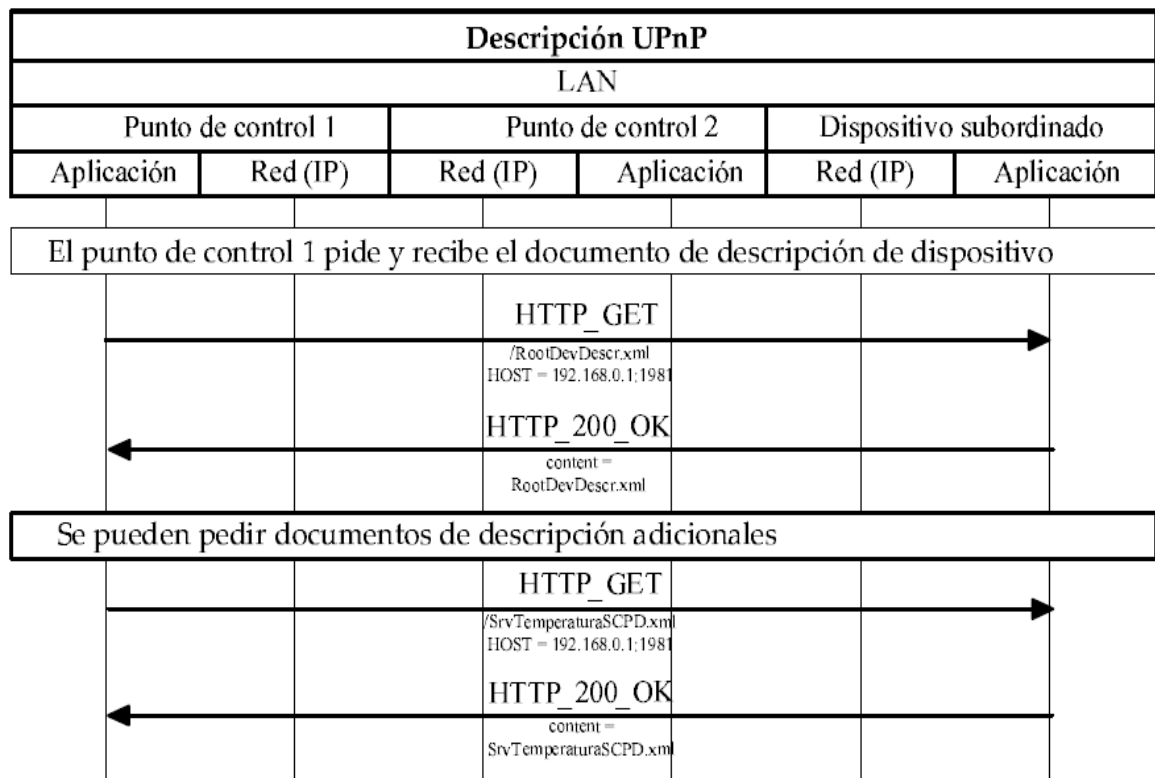 Descripción UPnP
LAN
Punto de control 1 Punto de control 2 Dispositivo subordinado
Aplicación Red (IP) Red (IP) Aplicación Red (IP) Aplicación
El punto de control 1 pide y recibe el documento de descripción de dispositivo
HTTP_GET
/RootDevDescr.xml
HOST = 192.168.0.1:1981
HTTP_200_OK
content =
RootDevDescr.xml
Se pueden pedir documentos de descripción adicionales
HTTP_GET
/SrvTemperaturaSCPD.xml
HOST = 192.168.0.1:1981
HTTP_200_OK
content =
SrvTemperaturaSCPD.xml